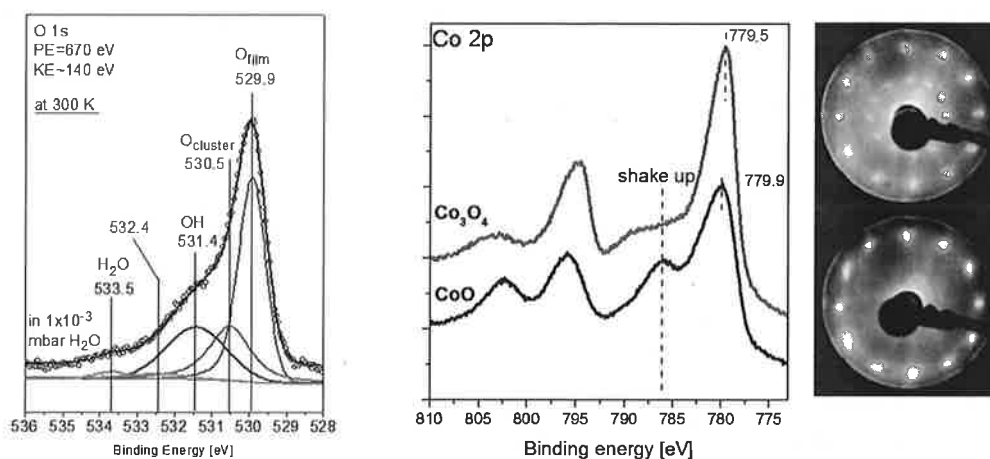 O 1s
PE=670 eV
KE~140 eV
at 300 K
O_film
529.9
O_cluster
530.5
OH
531.4
532.4
H₂O
533.5
in 1x10⁻³
mbar H₂O
536 535 534 533 532 531 530 529 528
Binding Energy [eV]
Co 2p
779.5
shake up
779.9
Co₃O₄
CoO
810 805 800 795 790 785 780 775
Binding energy [eV]